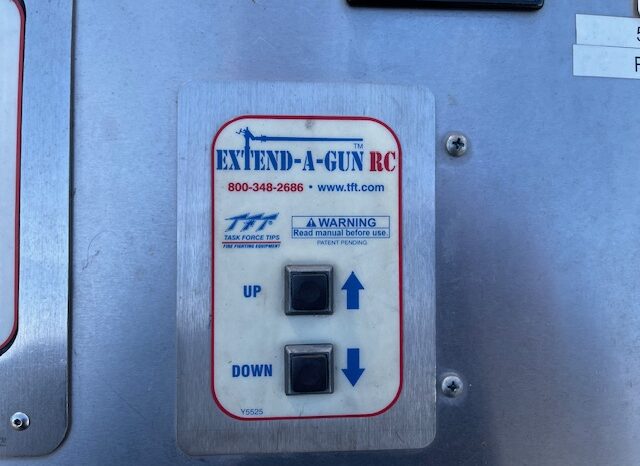 EXTEND-A-GUN RC
TM
800-348-2686 • www.tft.com
TFT
TASK FORCE TIPS
FIRE FIGHTING EQUIPMENT
⚠ WARNING
Read manual before use.
PATENT PENDING
UP
DOWN
Y5525